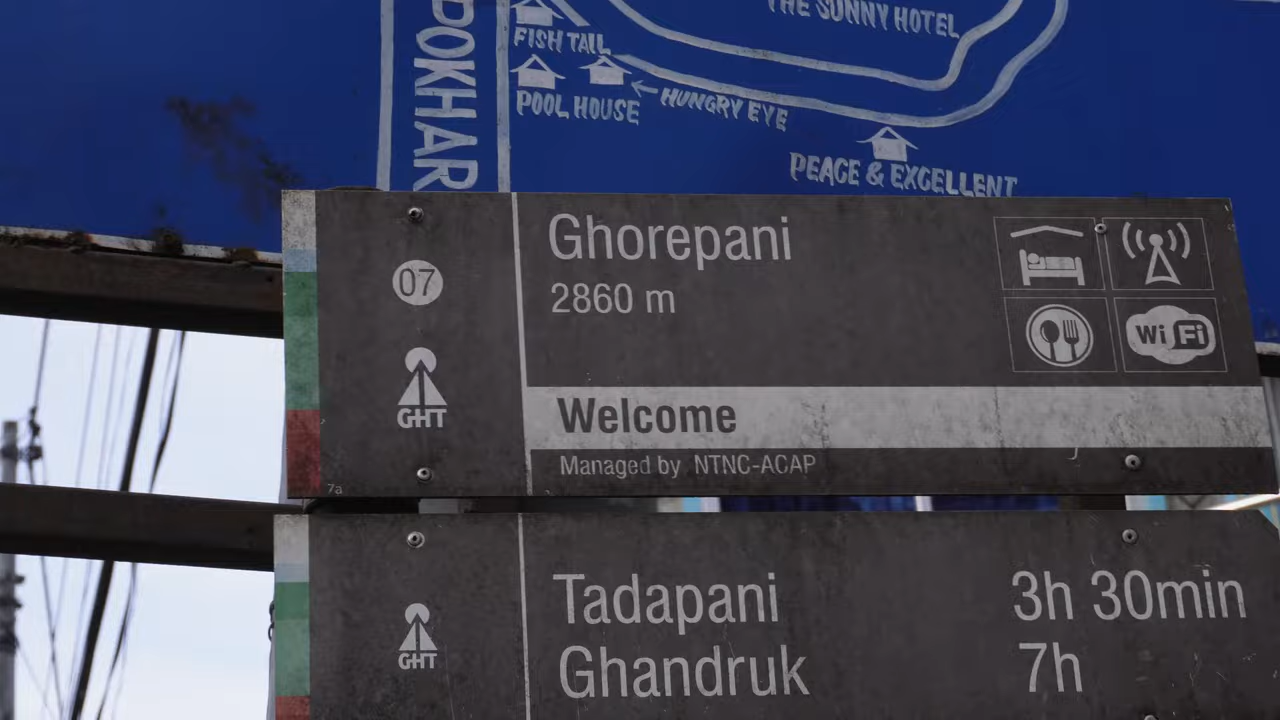 THE SUNNY HOTEL
FISH TAIL
POOL HOUSE
HUNGRY EYE
PEACE & EXCELLENT
POKHAR
Ghorepani
07
2860 m
Wi Fi
GHT
Welcome
Managed by NTNC-ACAP
7a
Tadapani 3h 30min
GHT
Ghandruk 7h